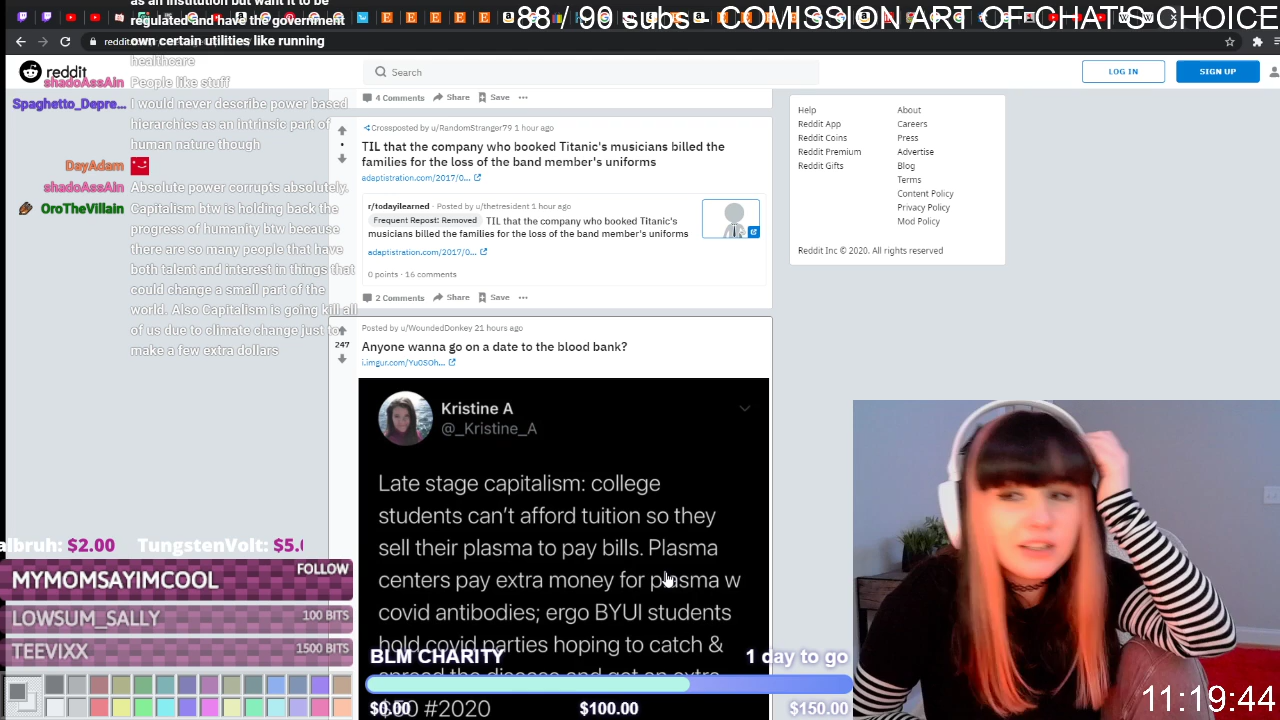 88 / 90 subs - COMISSION ART OF CHAT'S CHOICE
as an institution but want it to be
regulated and have the government
own certain utilities like running
healthcare
shadoAssAin People like stuff
Spaghetto_Depre... I would never describe power based
hierarchies as an intrinsic part of
human nature though
DayAdam
shadoAssAin Absolute power corrupts absolutely.
OroTheVillain Capitalism btw is holding back the
progress of humanity btw because
there are so many people that have
both talent and interest in things that
could change a small part of the
world. Also Capitalism is going kill all
of us due to climate change just to
make a few extra dollars
reddit
Search
LOG IN
SIGN UP
4 Comments Share Save
Crossposted by u/RandomStranger79 1 hour ago
TIL that the company who booked Titanic's musicians billed the
families for the loss of the band member's uniforms
adaptistration.com/2017/0...
r/todayilearned · Posted by u/thetresident 1 hour ago
Frequent Repost: Removed TIL that the company who booked Titanic's
musicians billed the families for the loss of the band member's uniforms
adaptistration.com/2017/0...
0 points · 16 comments
2 Comments Share Save
247
Posted by u/WoundedDonkey 21 hours ago
Anyone wanna go on a date to the blood bank?
Kristine A
@_Kristine_A
Late stage capitalism: college
students can't afford tuition so they
sell their plasma to pay bills. Plasma
centers pay extra money for plasma w
covid antibodies; ergo BYUI students
hold covid parties hoping to catch &
spread the disease and get an extra
#2020
Help About
Reddit App Careers
Reddit Coins Press
Reddit Premium Advertise
Reddit Gifts Blog
Terms
Content Policy
Privacy Policy
Mod Policy
Reddit Inc © 2020. All rights reserved
$2.00 TungstenVolt:
MYMOMSAYIMCOOL FOLLOW
LOWSUM_SALLY 100 BITS
TEEVIXX 1500 BITS
BLM CHARITY 1 day to go
$0.00 $100.00 $150.00
11:19:44